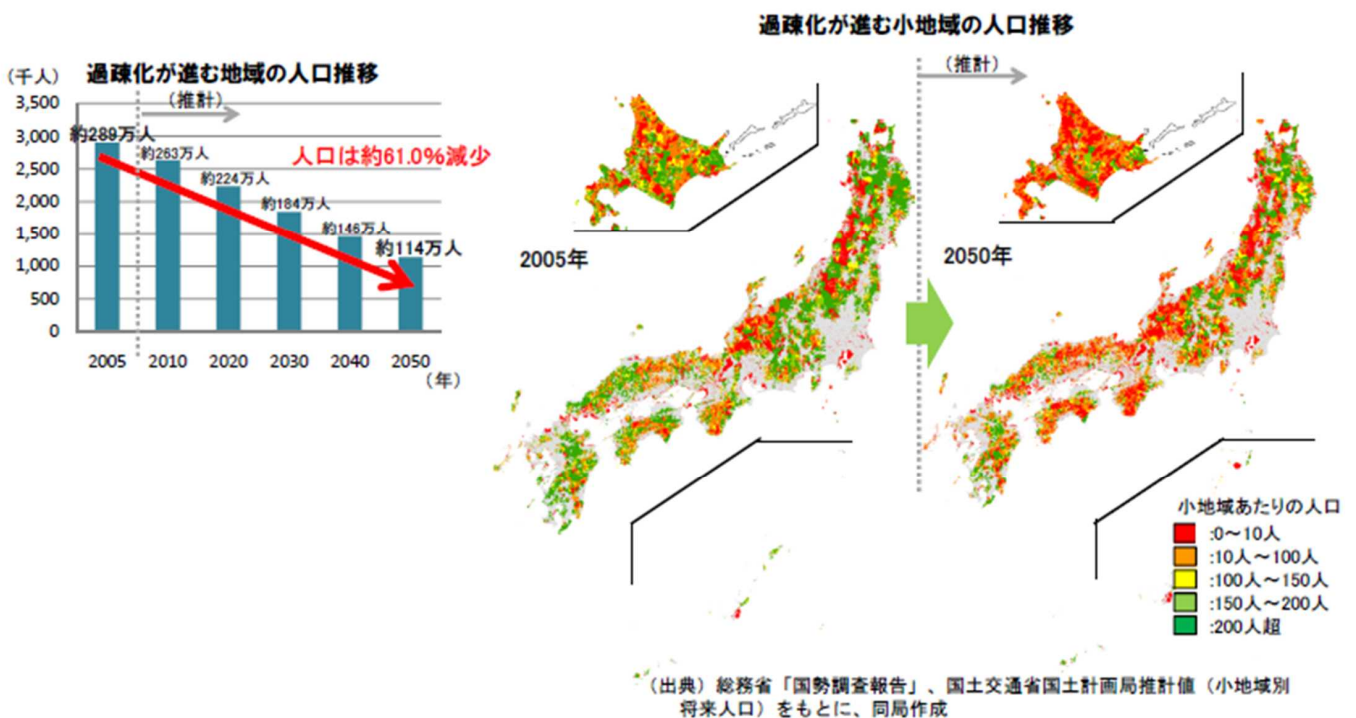 過疎化が進む小地域の人口推移
（千人）
過疎化が進む地域の人口推移
（推計）
3,500
3,000
2,500
2,000
1,500
1,000
500
0
約289万人
約263万人
約224万人
約184万人
約146万人
約114万人
人口は約61.0%減少
2005 2010 2020 2030 2040 2050
（年）
（推計）
2005年
2050年
小地域あたりの人口
:0～10人
:10人～100人
:100人～150人
:150人～200人
:200人超
（出典）総務省「国勢調査報告」、国土交通省国土計画局推計値（小地域別
将来人口）をもとに、同局作成